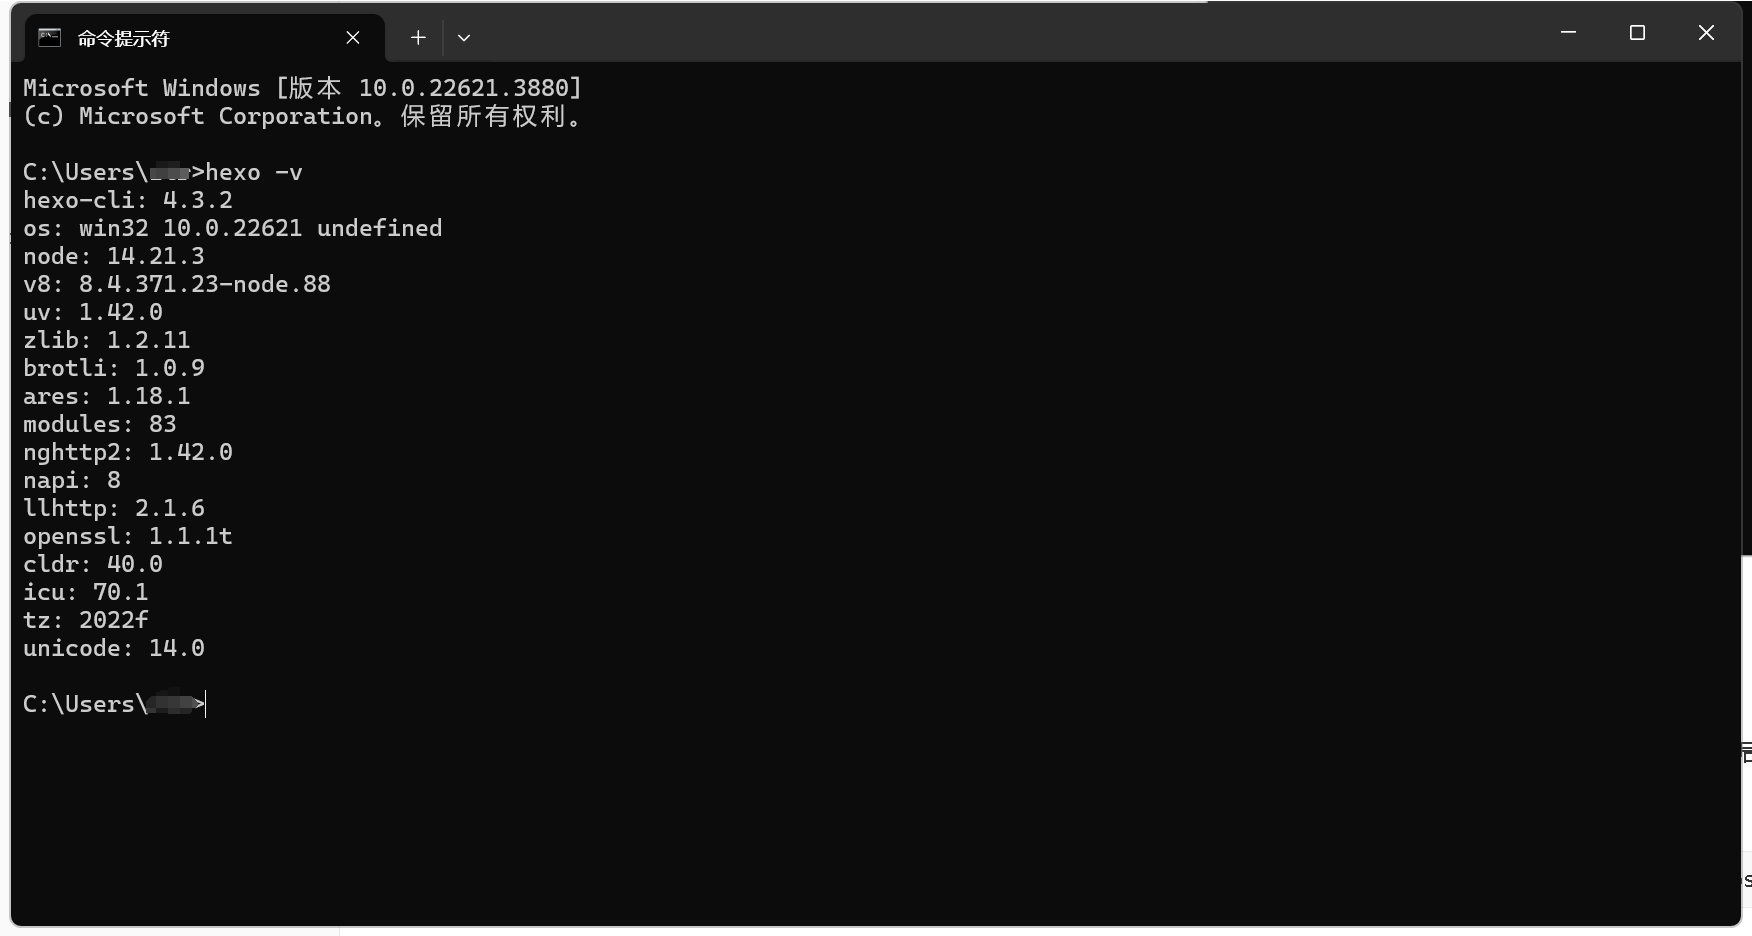 命令提示符
Microsoft Windows [版本 10.0.22621.3880]
(c) Microsoft Corporation。保留所有权利。
C:\Users\>hexo -v
hexo-cli: 4.3.2
os: win32 10.0.22621 undefined
node: 14.21.3
v8: 8.4.371.23-node.88
uv: 1.42.0
zlib: 1.2.11
brotli: 1.0.9
ares: 1.18.1
modules: 83
nghttp2: 1.42.0
napi: 8
llhttp: 2.1.6
openssl: 1.1.1t
cldr: 40.0
icu: 70.1
tz: 2022f
unicode: 14.0
C:\Users\>